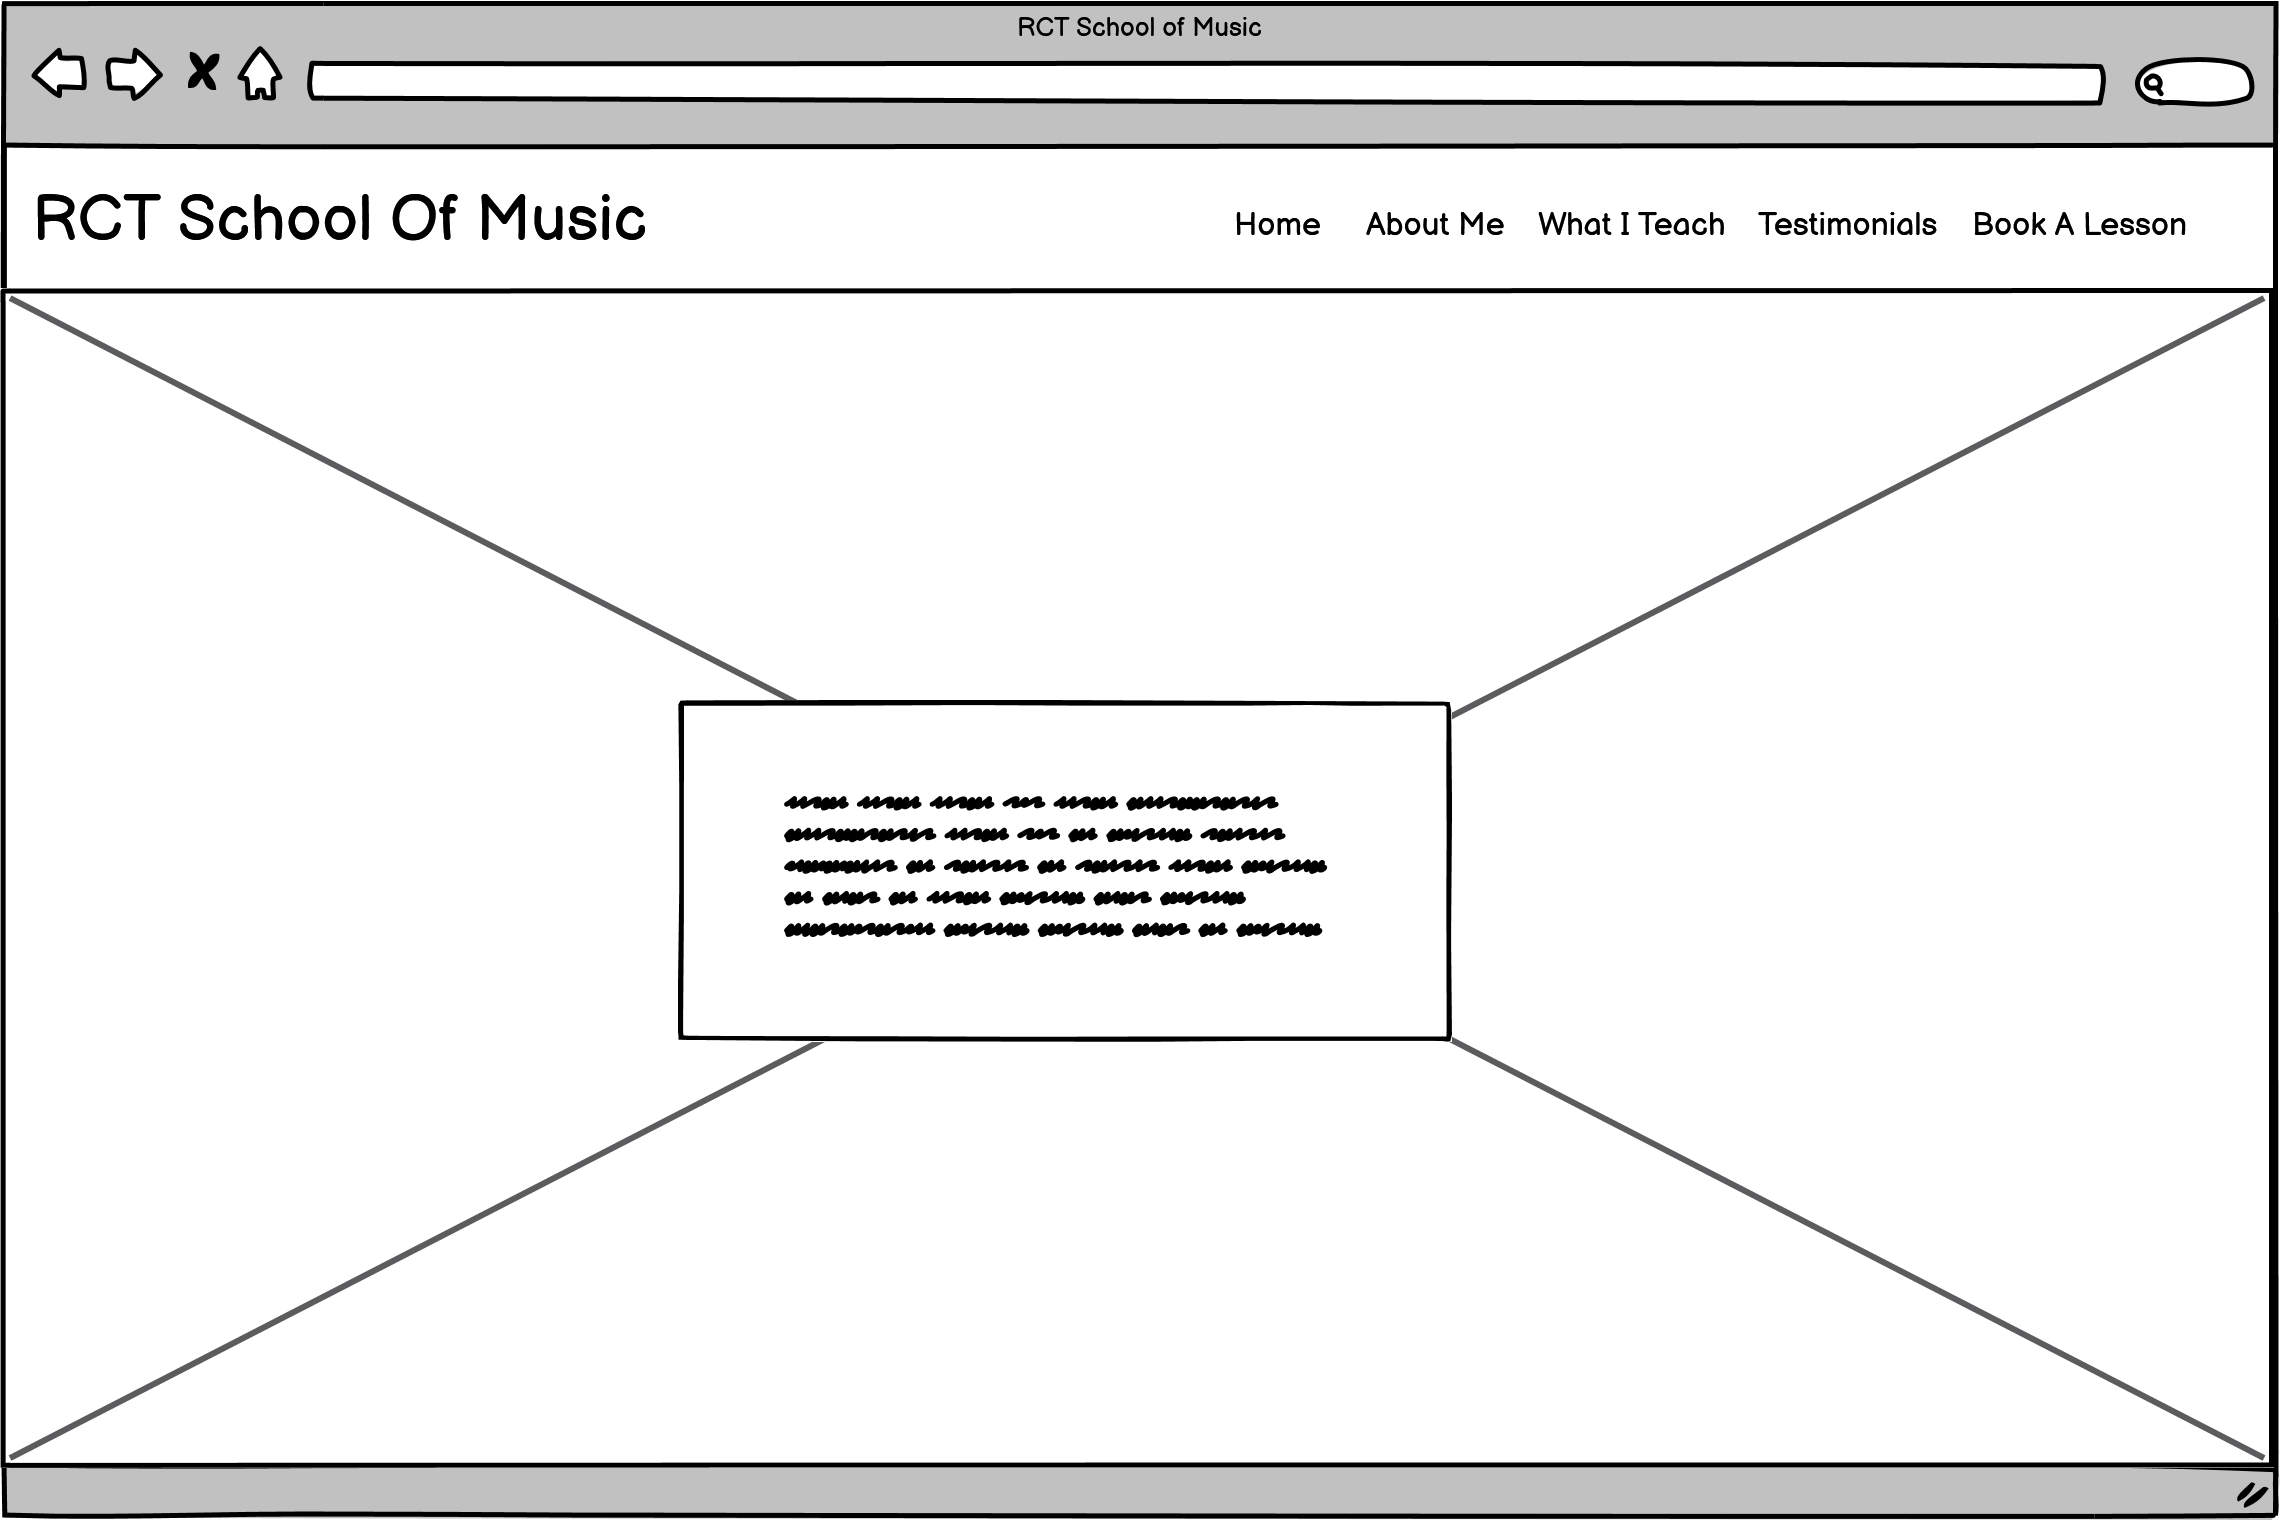 RCT School of Music
RCT School Of Music
Home About Me What I Teach Testimonials Book A Lesson